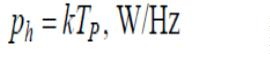 p_h = kT_P, W/Hz